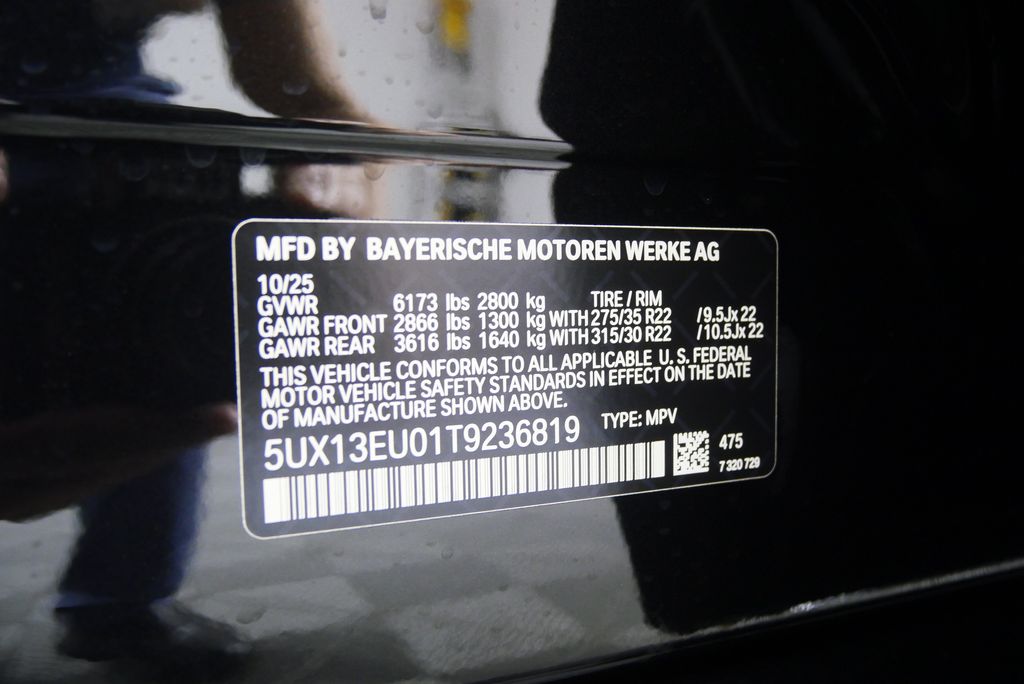 MFD BY BAYERISCHE MOTOREN WERKE AG
10/25
GVWR 6173 lbs 2800 kg TIRE / RIM
GAWR FRONT 2866 lbs 1300 kg WITH 275/35 R22 /9.5Jx 22
GAWR REAR 3616 lbs 1640 kg WITH 315/30 R22 /10.5Jx 22
THIS VEHICLE CONFORMS TO ALL APPLICABLE U.S. FEDERAL
MOTOR VEHICLE SAFETY STANDARDS IN EFFECT ON THE DATE
OF MANUFACTURE SHOWN ABOVE.
TYPE: MPV
5UX13EU01T9236819
475
7 320 729